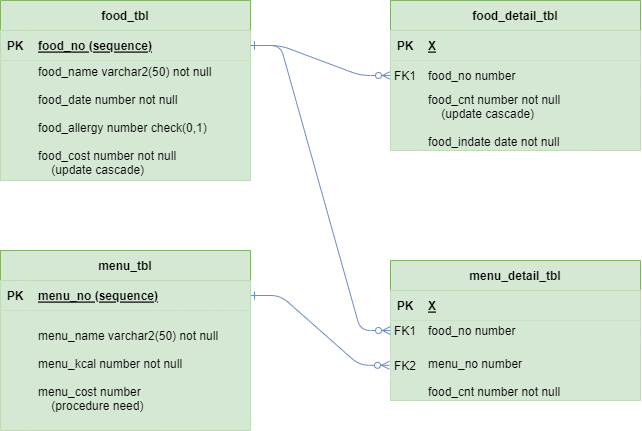 food_tbl
PK food_no (sequence)
food_name varchar2(50) not null
food_date number not null
food_allergy number check(0,1)
food_cost number not null
(update cascade)
food_detail_tbl
PK X
FK1 food_no number
food_cnt number not null
(update cascade)
food_indate date not null
menu_tbl
PK menu_no (sequence)
menu_name varchar2(50) not null
menu_kcal number not null
menu_cost number
(procedure need)
menu_detail_tbl
PK X
FK1 food_no number
FK2 menu_no number
food_cnt number not null